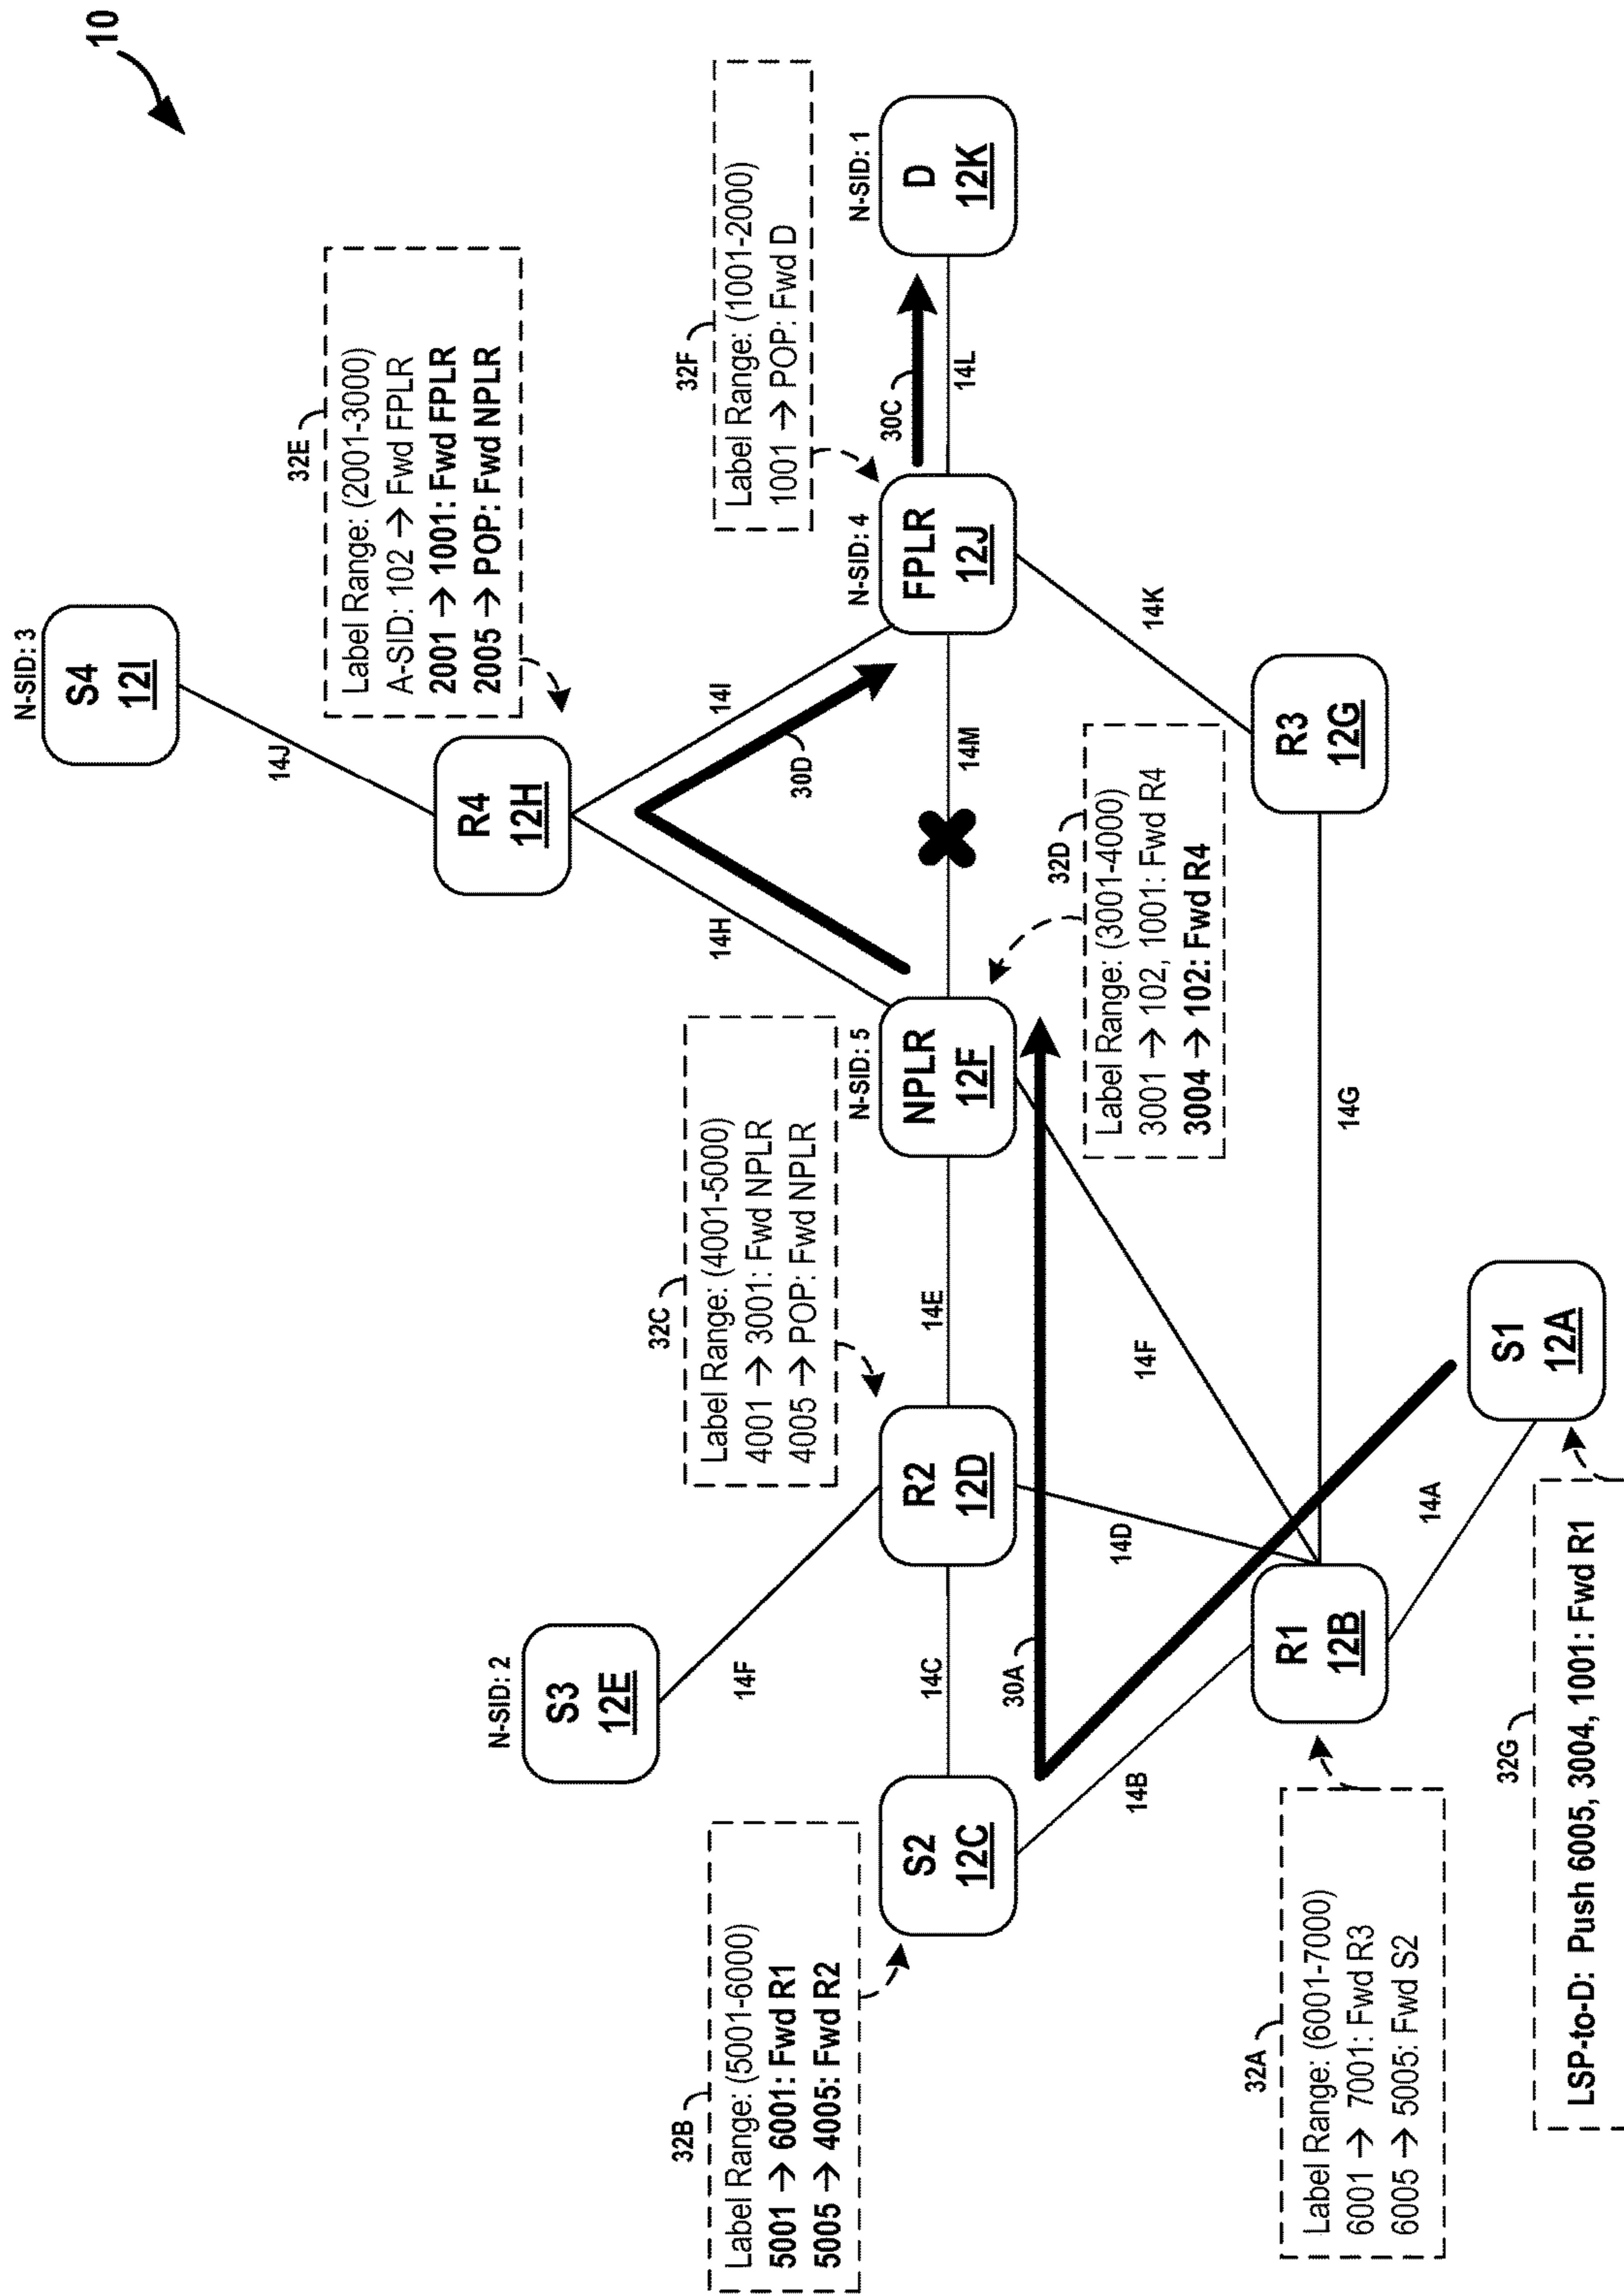 10
N-SID: 3
S4
12I
14J
32E
Label Range: (2001-3000)
A-SID: 102 → Fwd FPLR
2001 → 1001: Fwd FPLR
2005 → POP: Fwd NPLR
R4
12H
14H
14I
30D
32F
Label Range: (1001-2000)
1001 → POP: Fwd D
N-SID: 2
S3
12E
14F
32C
Label Range: (4001-5000)
4001 → 3001: Fwd NPLR
4005 → POP: Fwd NPLR
32B
Label Range: (5001-6000)
5001 → 6001: Fwd R1
5005 → 4005: Fwd R2
S2
12C
14C
R2
12D
14E
N-SID: 5
NPLR
12F
14M
N-SID: 4
FPLR
12J
30C
14L
N-SID: 1
D
12K
30A
14B
14D
14F
32D
Label Range: (3001-4000)
3001 → 102, 1001: Fwd R4
3004 → 102: Fwd R4
14K
32A
Label Range: (6001-7000)
6001 → 7001: Fwd R3
6005 → 5005: Fwd S2
R1
12B
14G
R3
12G
14A
S1
12A
32G
LSP-to-D: Push 6005, 3004, 1001: Fwd R1